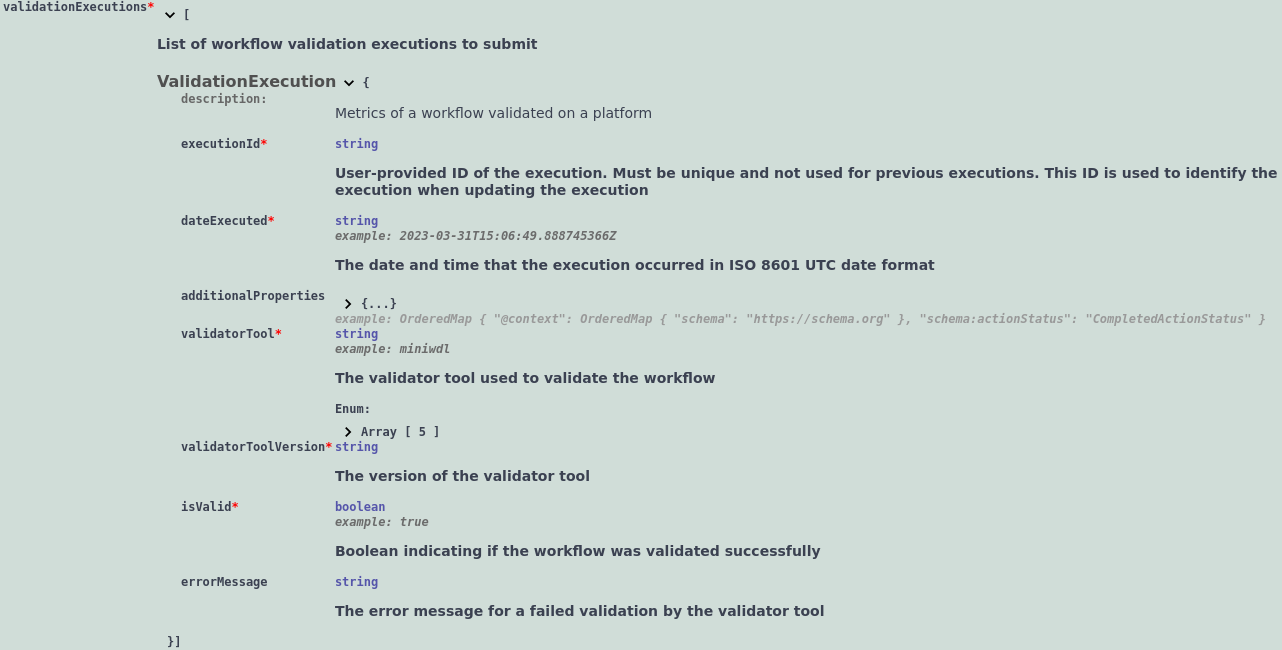 validationExecutions* [
List of workflow validation executions to submit
ValidationExecution {
description:
Metrics of a workflow validated on a platform
executionId* string
User-provided ID of the execution. Must be unique and not used for previous executions. This ID is used to identify the
execution when updating the execution
dateExecuted* string
example: 2023-03-31T15:06:49.888745366Z
The date and time that the execution occurred in ISO 8601 UTC date format
additionalProperties {...}
example: OrderedMap { "@context": OrderedMap { "schema": "https://schema.org" }, "schema:actionStatus": "CompletedActionStatus" }
validatorTool* string
example: miniwdl
The validator tool used to validate the workflow
Enum:
Array [ 5 ]
validatorToolVersion* string
The version of the validator tool
isValid* boolean
example: true
Boolean indicating if the workflow was validated successfully
errorMessage string
The error message for a failed validation by the validator tool
}]